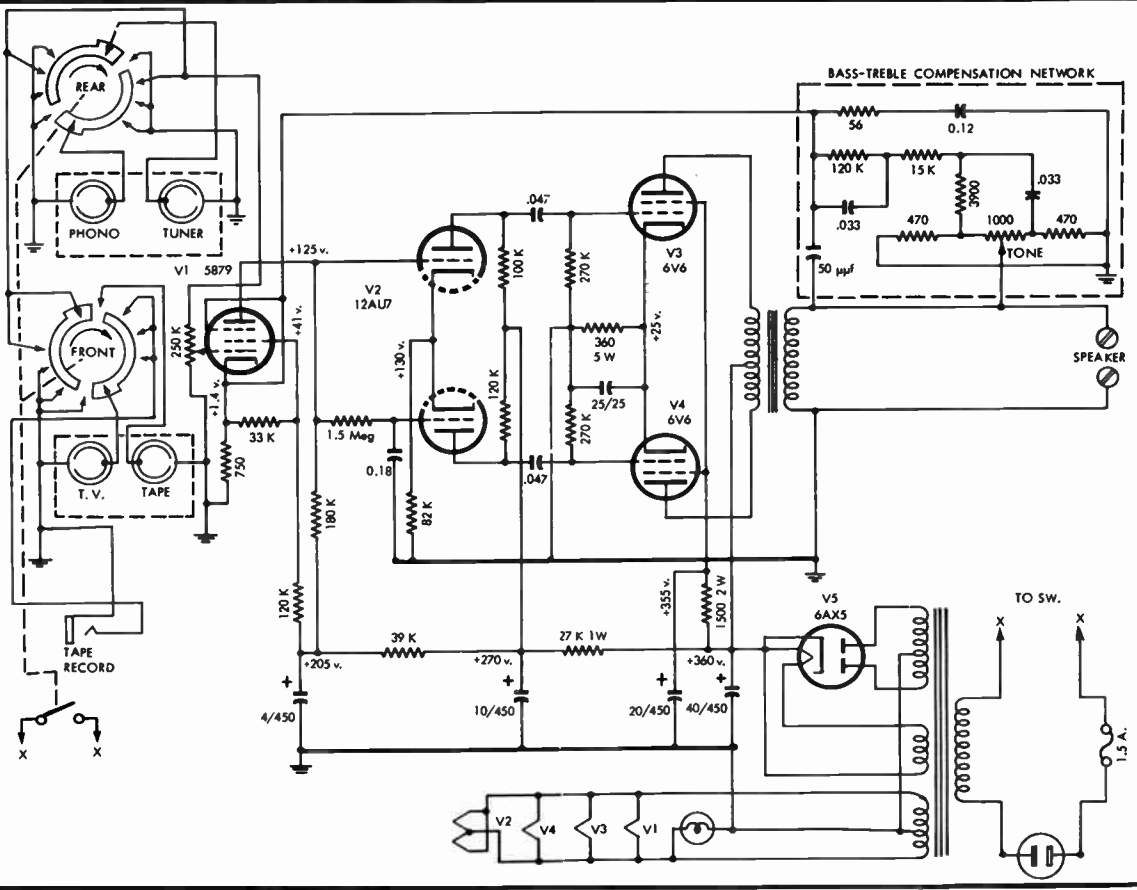 REAR
PHONO
TUNER
BASS-TREBLE COMPENSATION NETWORK
56
0.12
120 K
15 K
3900
.033
.033
470
1000
470
TONE
50 µµf
V1 5879
+125 v.
+41 v.
250 K
+1.4 v.
33 K
750
FRONT
T. V.
TAPE
TAPE
RECORD
X
X
V2
12AU7
+130 v.
1.5 Meg
0.18
82 K
180 K
120 K
100 K
120 K
.047
.047
270 K
270 K
360
5 W
25/25
+25 v.
V3
6V6
V4
6V6
SPEAKER
+355 v.
1500 2 W
V5
6AX5
TO SW.
X
X
1.5 A.
+205 v.
39 K
+270 v.
27 K 1W
+360 v.
+
4/450
+
10/450
+
20/450
+
40/450
V2
V4
V3
V1